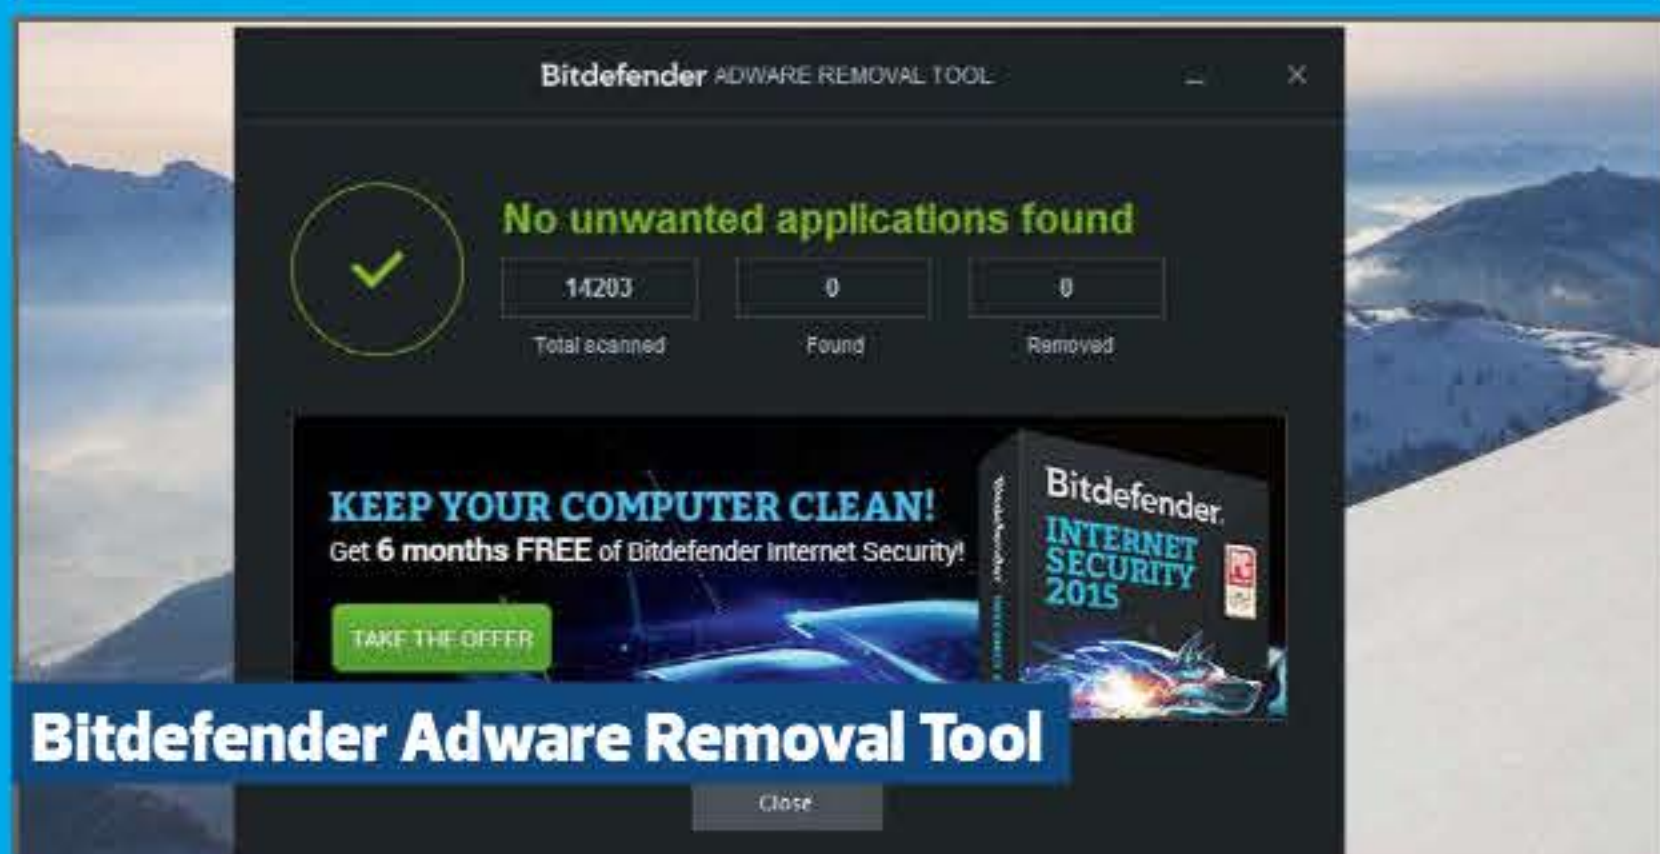 Bitdefender ADWARE REMOVAL TOOL
No unwanted applications found
14203 0 0
Total scanned Found Removed
KEEP YOUR COMPUTER CLEAN!
Get 6 months FREE of Bitdefender Internet Security!
TAKE THE OFFER
Bitdefender.
INTERNET
SECURITY
2015
PC
Bitdefender Adware Removal Tool
Close